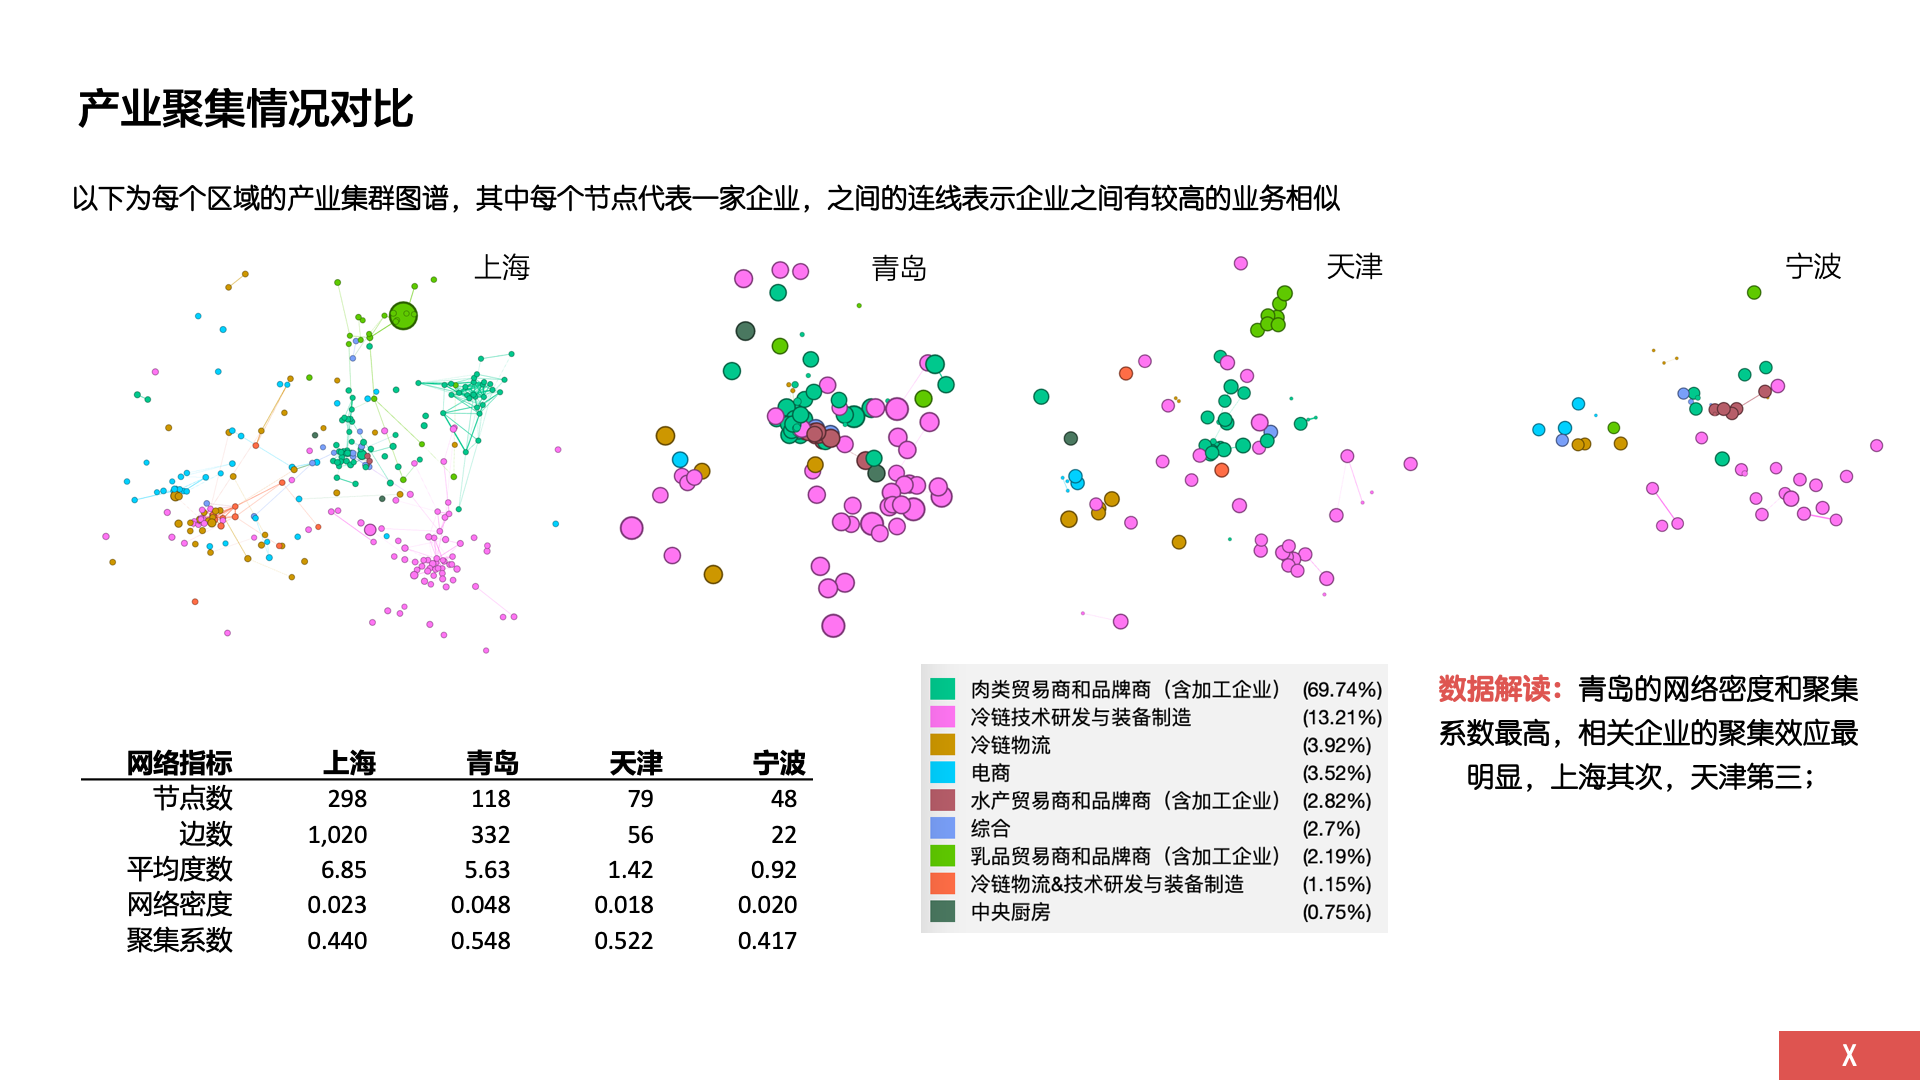 产业聚集情况对比
以下为每个区域的产业集群图谱，其中每个节点代表一家企业，之间的连线表示企业之间有较高的业务相似
上海 青岛 天津 宁波
网络指标 上海 青岛 天津 宁波
节点数 298 118 79 48
边数 1,020 332 56 22
平均度数 6.85 5.63 1.42 0.92
网络密度 0.023 0.048 0.018 0.020
聚集系数 0.440 0.548 0.522 0.417
肉类贸易商和品牌商（含加工企业） (69.74%)
冷链技术研发与装备制造 (13.21%)
冷链物流 (3.92%)
电商 (3.52%)
水产贸易商和品牌商（含加工企业） (2.82%)
综合 (2.7%)
乳品贸易商和品牌商（含加工企业） (2.19%)
冷链物流&技术研发与装备制造 (1.15%)
中央厨房 (0.75%)
数据解读：青岛的网络密度和聚集
系数最高，相关企业的聚集效应最
明显，上海其次，天津第三；
X